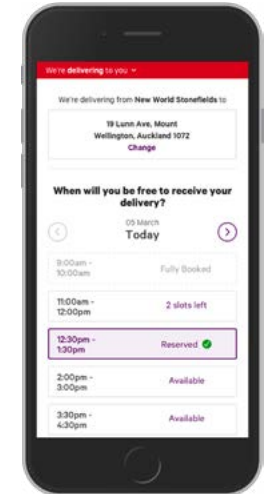 We're delivering to you
We're delivering from New World Stonefields to
19 Lunn Ave, Mount
Wellington, Auckland 1072
Change
When will you be free to receive your
delivery?
05 March
Today
9:00am -
10:00am
Fully Booked
11:00am -
12:00pm
2 slots left
12:30pm -
1:30pm
Reserved
2:00pm -
3:00pm
Available
3:30pm -
4:30pm
Available